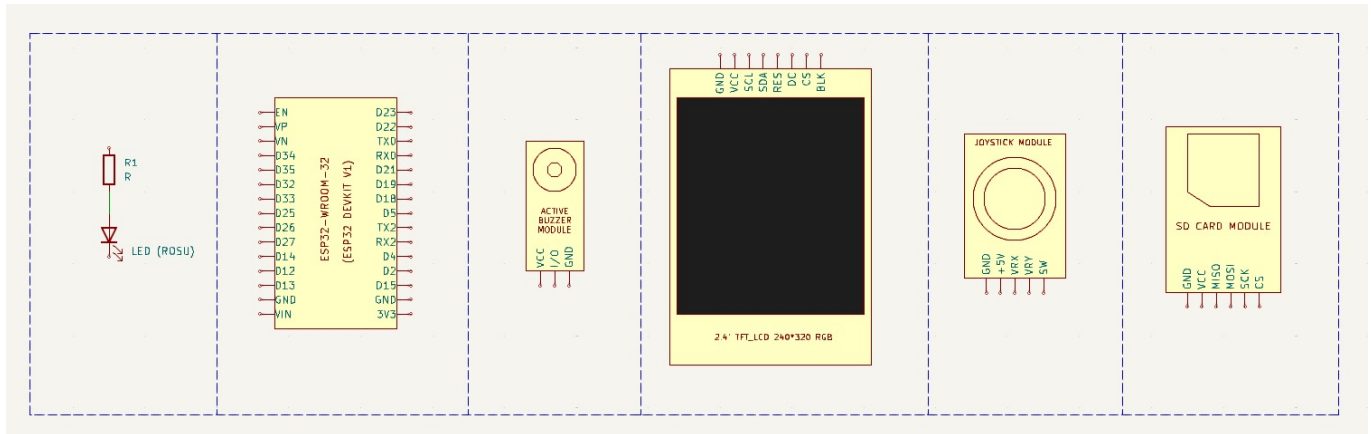 R1
R
LED (ROSU)
EN
VP
VN
D34
D35
D32
D33
D25
D26
D27
D14
D12
D13
GND
VIN
ESP32-WROOM-32
(ESP32 DEVKIT V1)
D23
D22
TX0
RX0
D21
D19
D18
D5
TX2
RX2
D4
D2
D15
GND
3V3
ACTIVE
BUZZER
MODULE
VCC
I/O
GND
GND
VCC
SCL
SDA
RES
DC
CS
BLK
2.4' TFT_LCD 240*320 RGB
JOYSTICK MODULE
GND
+5V
VRX
VRY
SW
SD CARD MODULE
GND
VCC
MISO
MOSI
SCK
CS